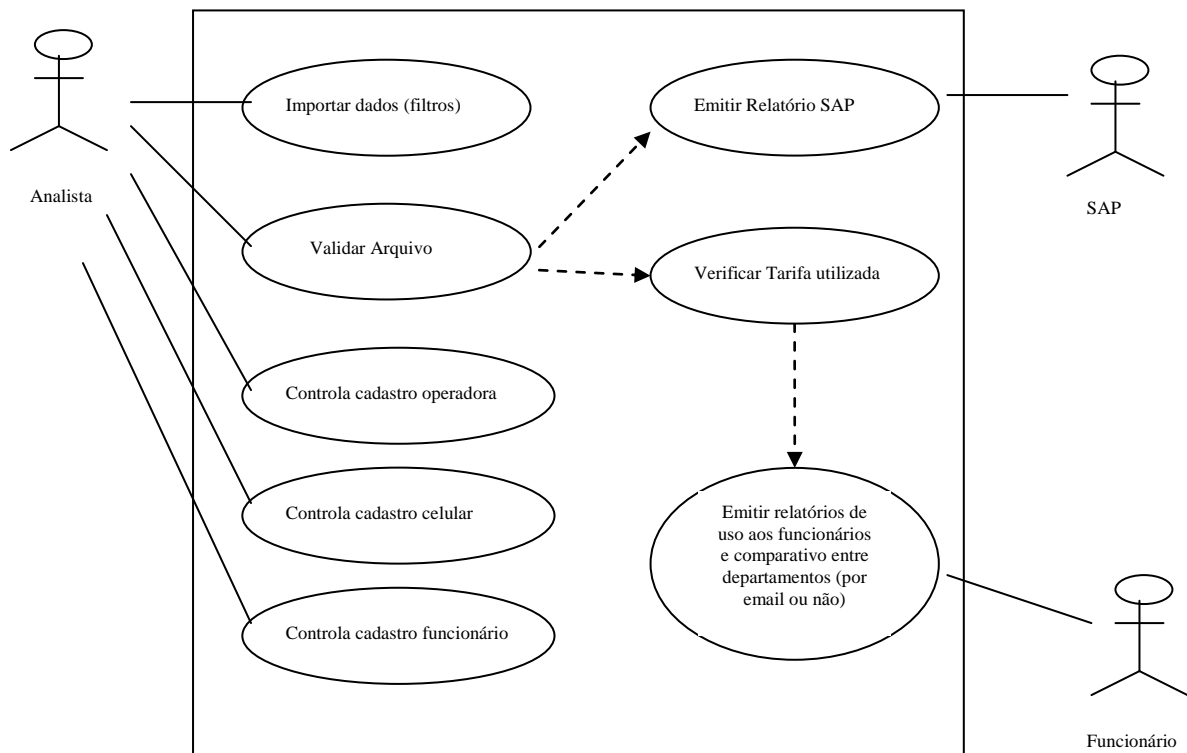 Importar dados (filtros)
Emitir Relatório SAP
Analista
SAP
Validar Arquivo
Verificar Tarifa utilizada
Controla cadastro operadora
Controla cadastro celular
Emitir relatórios de
uso aos funcionários
e comparativo entre
departamentos (por
email ou não)
Controla cadastro funcionário
Funcionário